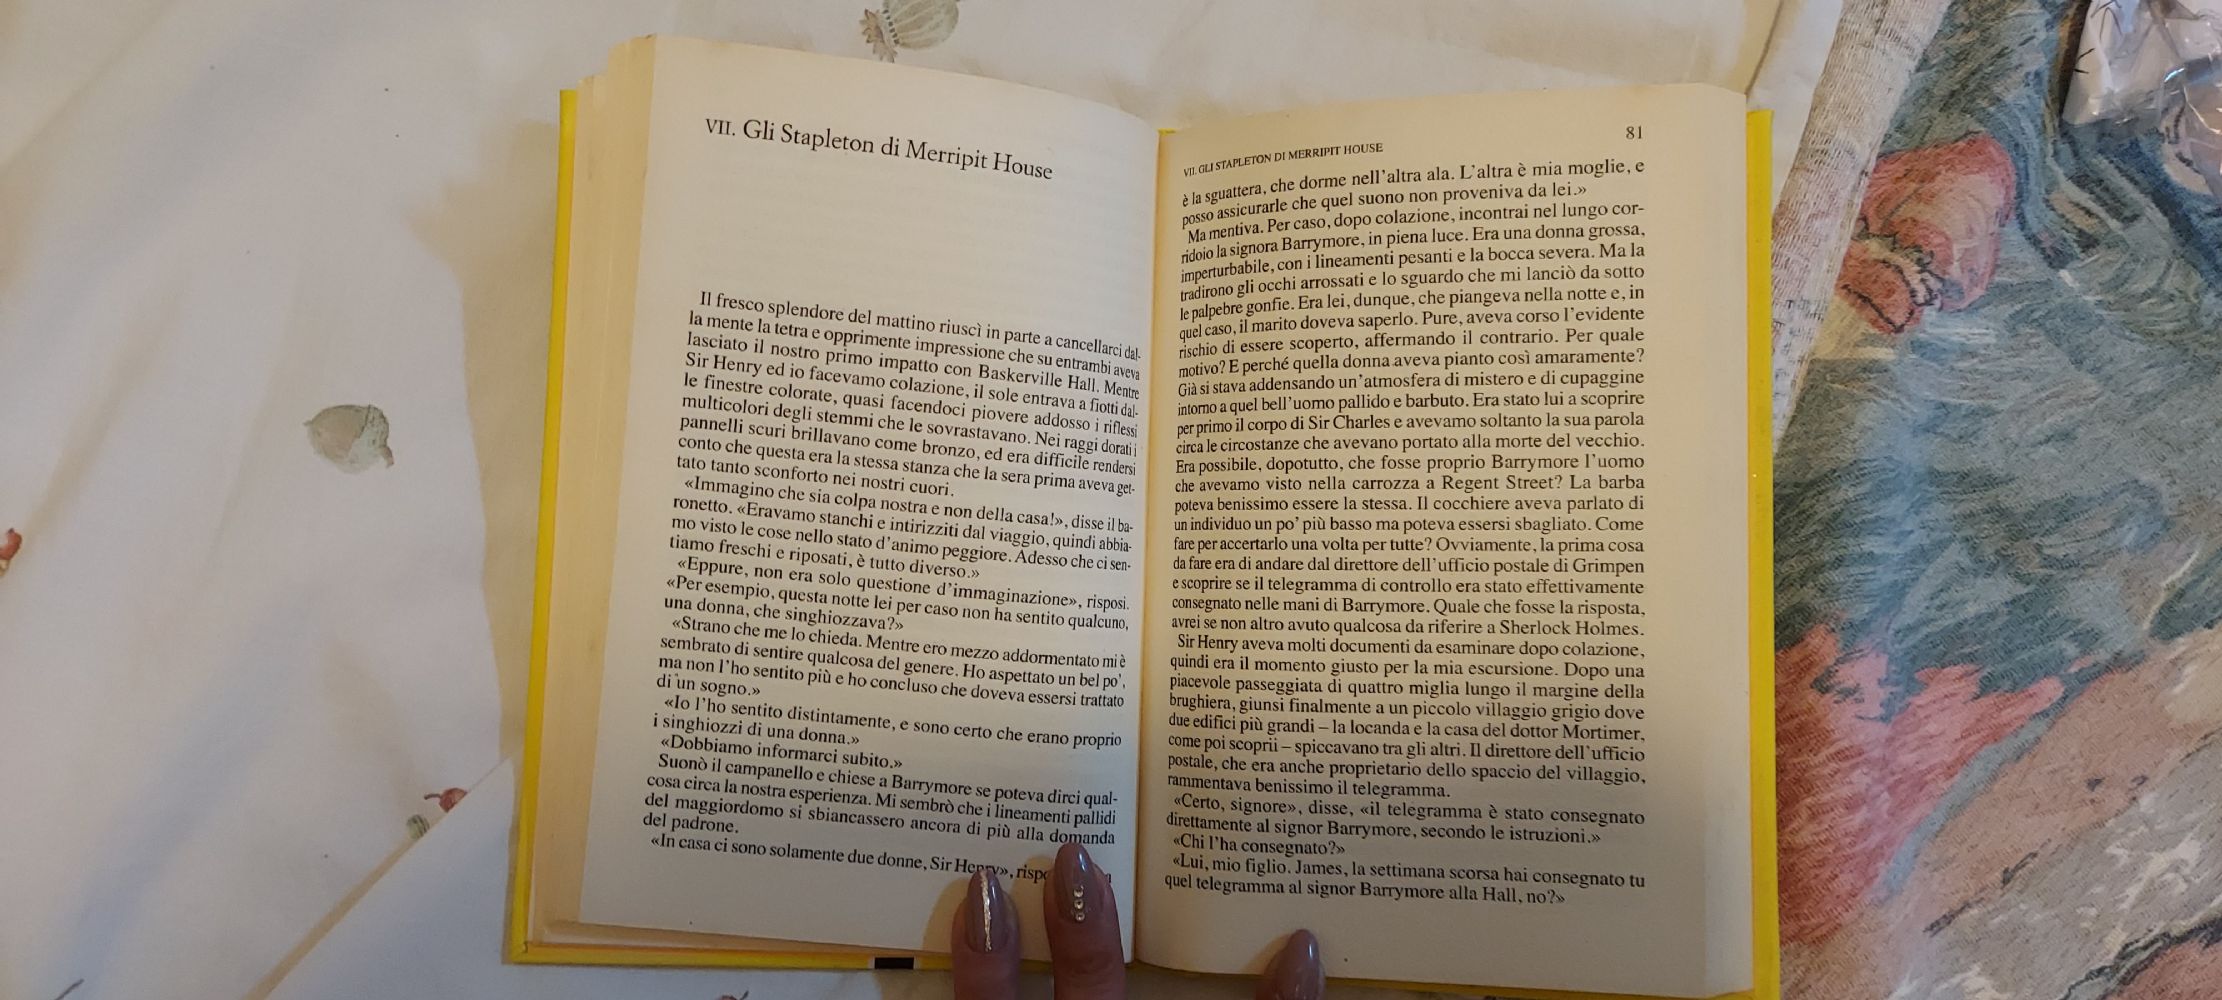 VII. Gli Stapleton di Merripit House
Il fresco splendore del mattino riuscì in parte a cancellarci dal-
la mente la tetra e opprimente impressione che su entrambi aveva
lasciato il nostro primo impatto con Baskerville Hall. Mentre
Sir Henry ed io facevamo colazione, il sole entrava a fiotti dal-
le finestre colorate, quasi facendoci piovere addosso i riflessi
multicolori degli stemmi che le sovrastavano. Nei raggi dorati i
pannelli scuri brillavano come bronzo, ed era difficile rendersi
conto che questa era la stessa stanza che la sera prima aveva get-
tato tanto sconforto nei nostri cuori.
«Immagino che sia colpa nostra e non della casa!», disse il ba-
ronetto. «Eravamo stanchi e intirizziti dal viaggio, quindi abbia-
mo visto le cose nello stato d'animo peggiore. Adesso che ci sen-
tiamo freschi e riposati, è tutto diverso.»
«Eppure, non era solo questione d'immaginazione», risposi.
«Per esempio, questa notte lei per caso non ha sentito qualcuno,
una donna, che singhiozzava?»
«Strano che me lo chieda. Mentre ero mezzo addormentato mi è
sembrato di sentire qualcosa del genere. Ho aspettato un bel po',
ma non l'ho sentito più e ho concluso che doveva essersi trattato
di un sogno.»
«Io l'ho sentito distintamente, e sono certo che erano proprio
i singhiozzi di una donna.»
«Dobbiamo informarci subito.»
Suonò il campanello e chiese a Barrymore se poteva dirci qual-
cosa circa la nostra esperienza. Mi sembrò che i lineamenti pallidi
del maggiordomo si sbiancassero ancora di più alla domanda
del padrone.
«In casa ci sono solamente due donne, Sir Henry»,
VII. GLI STAPLETON DI MERRIPIT HOUSE 81
è la sguattera, che dorme nell'altra ala. L'altra è mia moglie, e
posso assicurarle che quel suono non proveniva da lei.»
Ma mentiva. Per caso, dopo colazione, incontrai nel lungo cor-
ridoio la signora Barrymore, in piena luce. Era una donna grossa,
imperturbabile, con i lineamenti pesanti e la bocca severa. Ma la
tradirono gli occhi arrossati e lo sguardo che mi lanciò da sotto
le palpebre gonfie. Era lei, dunque, che piangeva nella notte e, in
quel caso, il marito doveva saperlo. Pure, aveva corso l'evidente
rischio di essere scoperto, affermando il contrario. Per quale
motivo? E perché quella donna aveva pianto così amaramente?
Già si stava addensando un'atmosfera di mistero e di cupaggine
intorno a quel bell'uomo pallido e barbuto. Era stato lui a scoprire
per primo il corpo di Sir Charles e avevamo soltanto la sua parola
circa le circostanze che avevano portato alla morte del vecchio.
Era possibile, dopotutto, che fosse proprio Barrymore l'uomo
che avevamo visto nella carrozza a Regent Street? La barba
poteva benissimo essere la stessa. Il cocchiere aveva parlato di
un individuo un po' più basso ma poteva essersi sbagliato. Come
fare per accertarlo una volta per tutte? Ovviamente, la prima cosa
da fare era di andare dal direttore dell'ufficio postale di Grimpen
e scoprire se il telegramma di controllo era stato effettivamente
consegnato nelle mani di Barrymore. Quale che fosse la risposta,
avrei se non altro avuto qualcosa da riferire a Sherlock Holmes.
Sir Henry aveva molti documenti da esaminare dopo colazione,
quindi era il momento giusto per la mia escursione. Dopo una
piacevole passeggiata di quattro miglia lungo il margine della
brughiera, giunsi finalmente a un piccolo villaggio grigio dove
due edifici più grandi – la locanda e la casa del dottor Mortimer,
come poi scoprii – spiccavano tra gli altri. Il direttore dell'ufficio
postale, che era anche proprietario dello spaccio del villaggio,
rammentava benissimo il telegramma.
«Certo, signore», disse, «il telegramma è stato consegnato
direttamente al signor Barrymore, secondo le istruzioni.»
«Chi l'ha consegnato?»
«Lui, mio figlio. James, la settimana scorsa hai consegnato tu
quel telegramma al signor Barrymore alla Hall, no?»